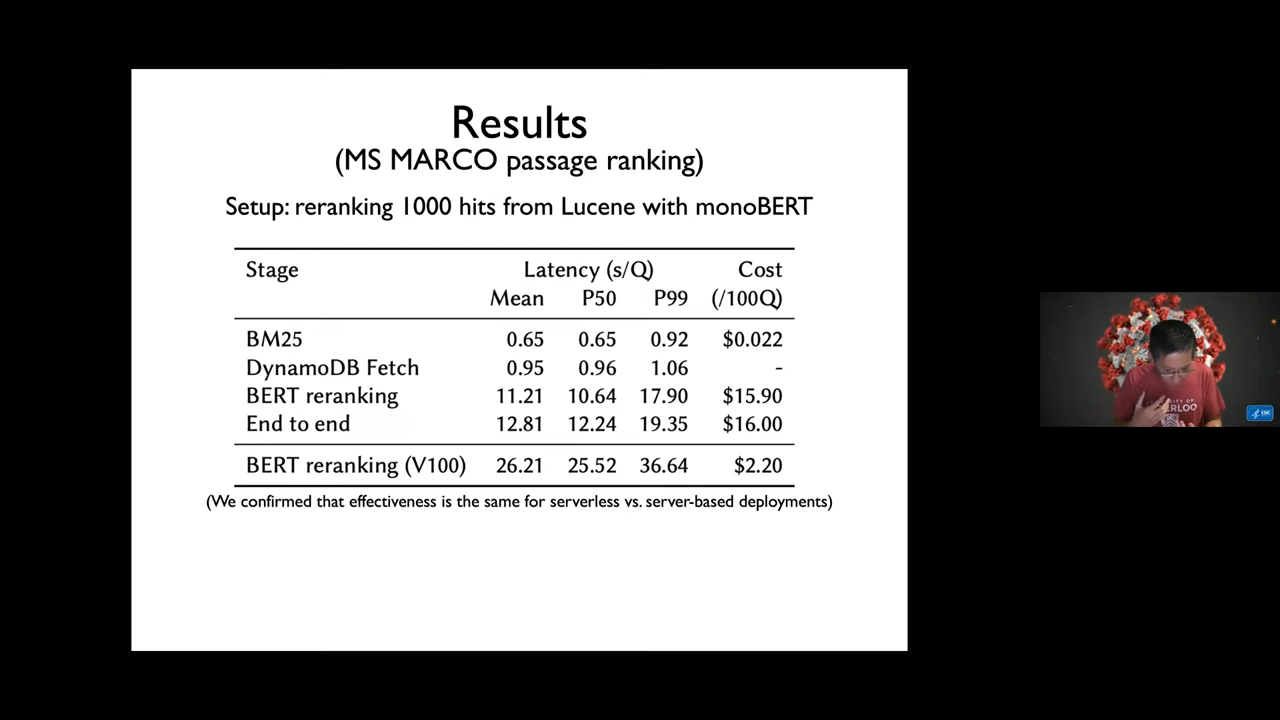 Results
(MS MARCO passage ranking)
Setup: reranking 1000 hits from Lucene with monoBERT
Stage Latency (s/Q) Cost
Mean P50 P99 (/100Q)
BM25 0.65 0.65 0.92 $0.022
DynamoDB Fetch 0.95 0.96 1.06 -
BERT reranking 11.21 10.64 17.90 $15.90
End to end 12.81 12.24 19.35 $16.00
BERT reranking (V100) 26.21 25.52 36.64 $2.20
(We confirmed that effectiveness is the same for serverless vs. server-based deployments)
CDC